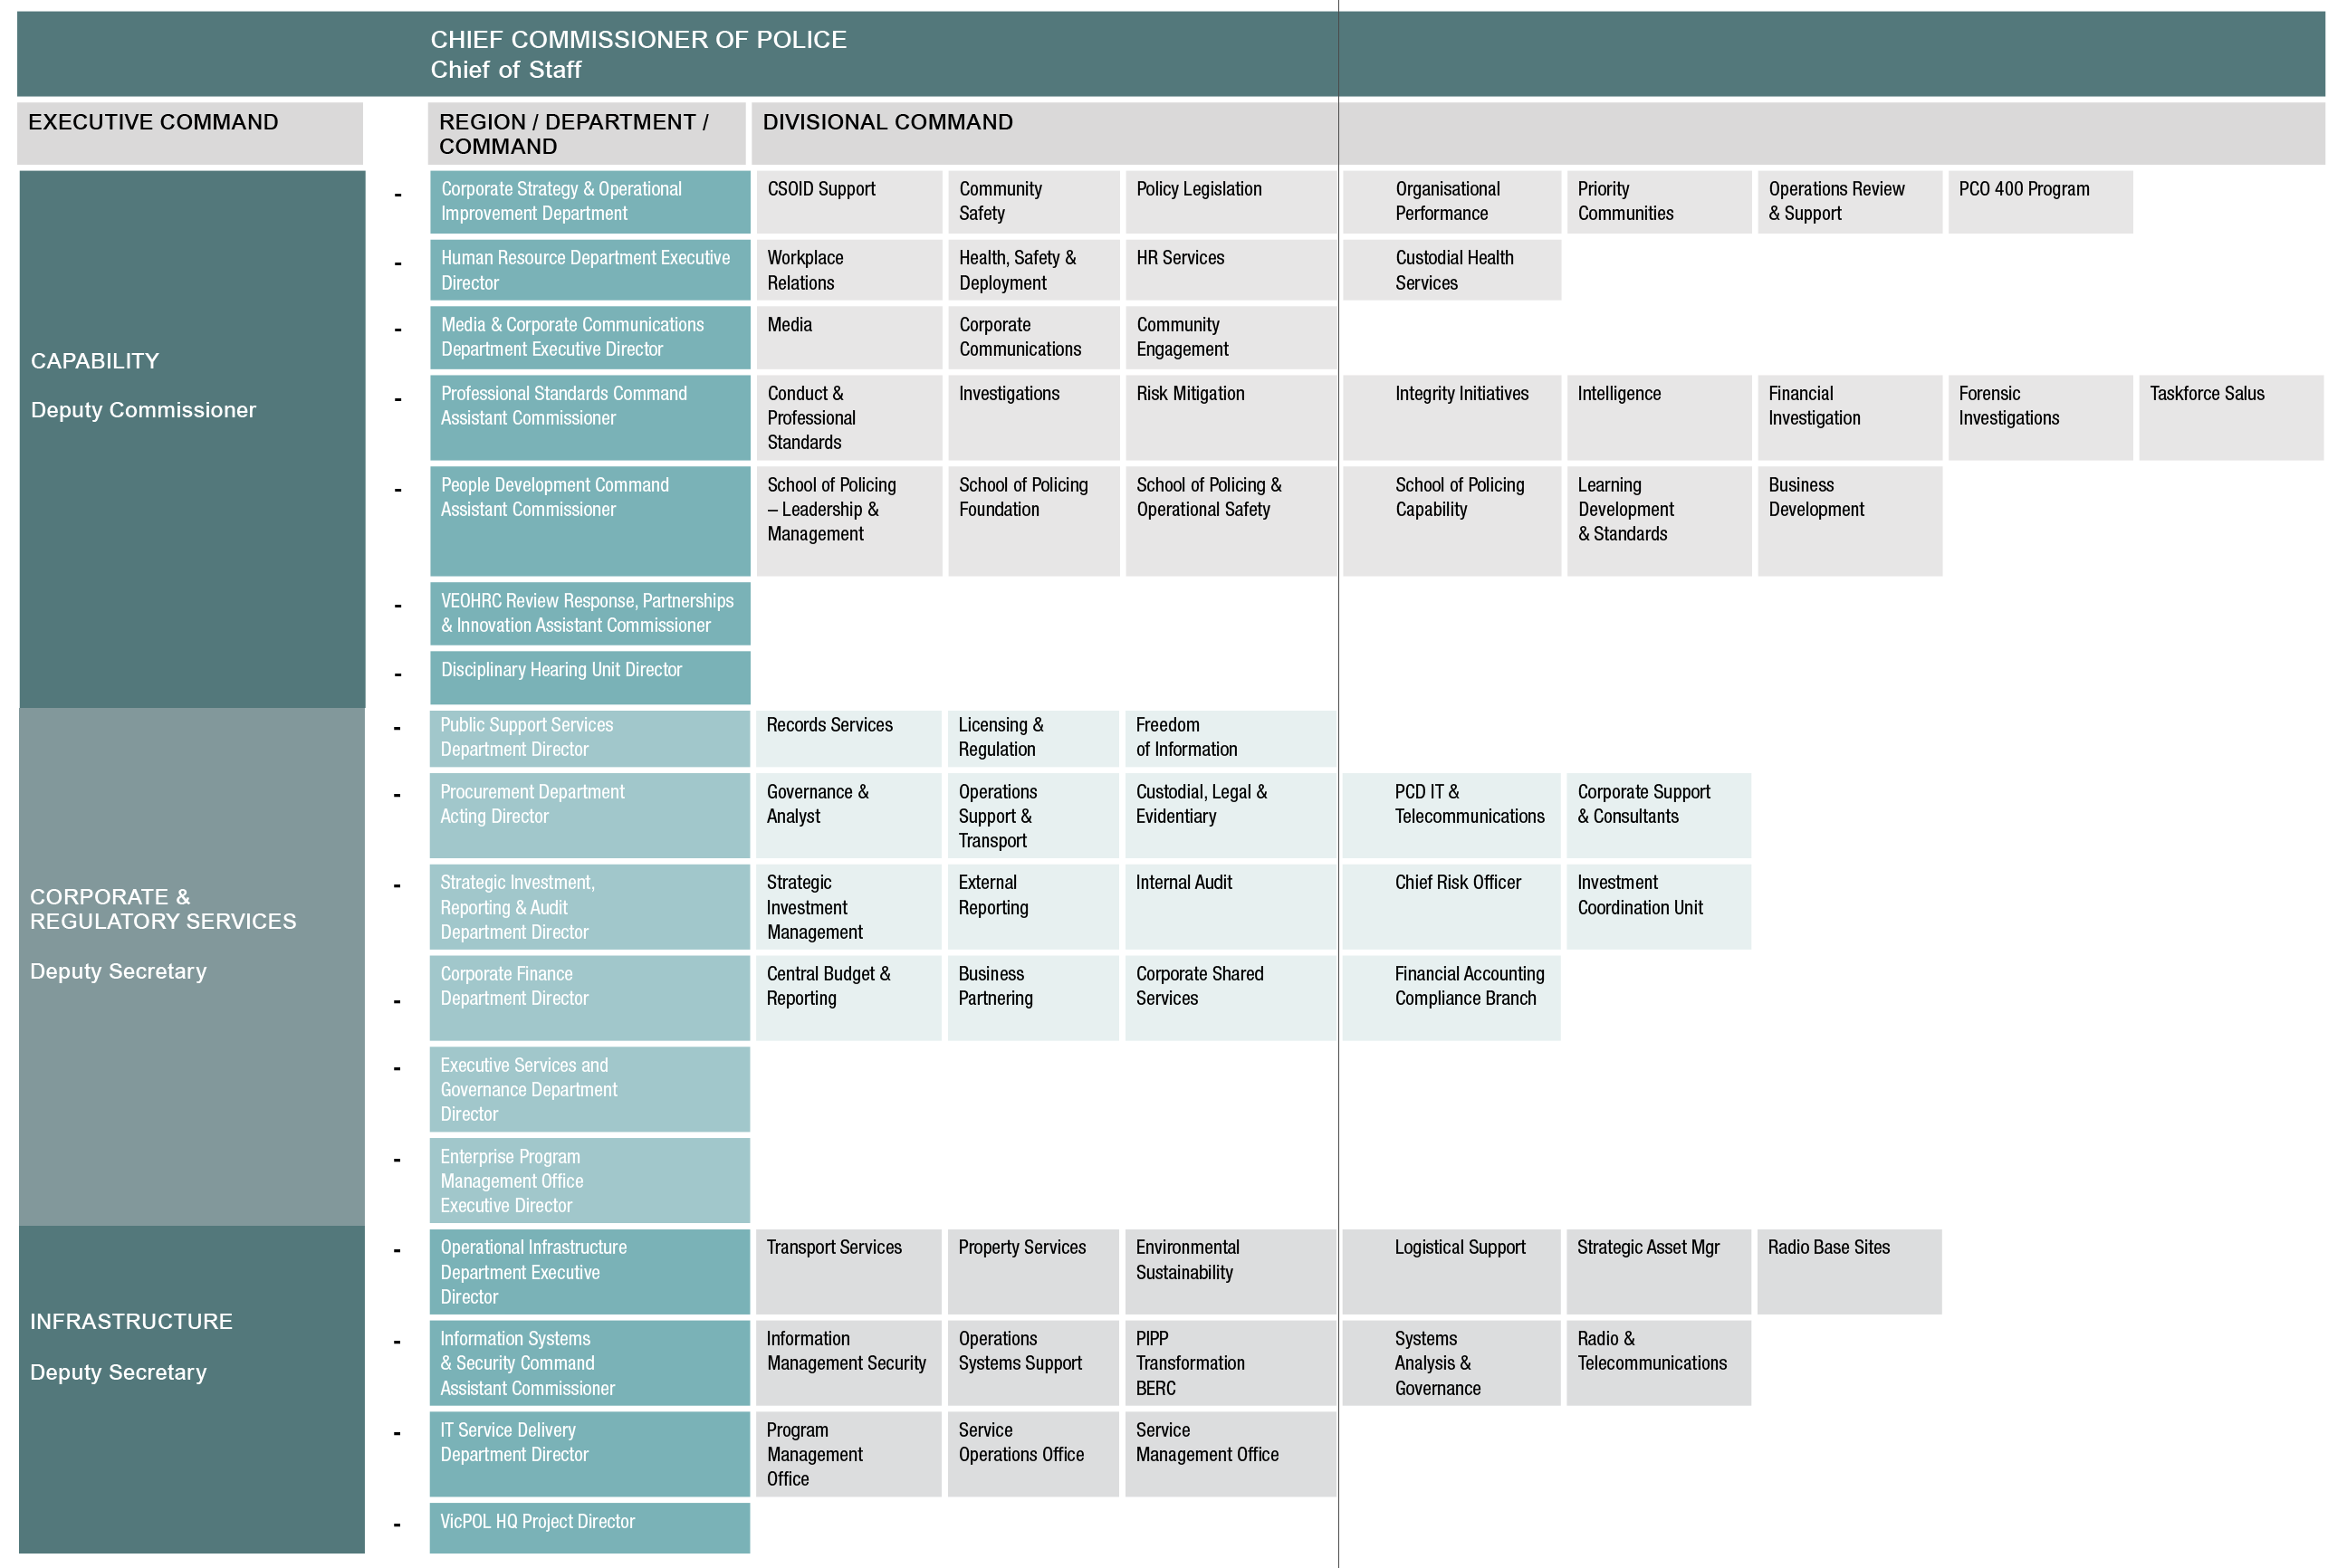 CHIEF COMMISSIONER OF POLICE
Chief of Staff
EXECUTIVE COMMAND
REGION / DEPARTMENT /
COMMAND
DIVISIONAL COMMAND
CAPABILITY
Deputy Commissioner
-
Corporate Strategy & Operational
Improvement Department
CSOID Support
Community
Safety
Policy Legislation
Organisational
Performance
Priority
Communities
Operations Review
& Support
PCO 400 Program
-
Human Resource Department Executive
Director
Workplace
Relations
Health, Safety &
Deployment
HR Services
Custodial Health
Services
-
Media & Corporate Communications
Department Executive Director
Media
Corporate
Communications
Community
Engagement
-
Professional Standards Command
Assistant Commissioner
Conduct &
Professional
Standards
Investigations
Risk Mitigation
Integrity Initiatives
Intelligence
Financial
Investigation
Forensic
Investigations
Taskforce Salus
-
People Development Command
Assistant Commissioner
School of Policing
– Leadership &
Management
School of Policing
Foundation
School of Policing &
Operational Safety
School of Policing
Capability
Learning
Development
& Standards
Business
Development
-
VEOHRC Review Response, Partnerships
& Innovation Assistant Commissioner
-
Disciplinary Hearing Unit Director
CORPORATE &
REGULATORY SERVICES
Deputy Secretary
-
Public Support Services
Department Director
Records Services
Licensing &
Regulation
Freedom
of Information
-
Procurement Department
Acting Director
Governance &
Analyst
Operations
Support &
Transport
Custodial, Legal &
Evidentiary
PCD IT &
Telecommunications
Corporate Support
& Consultants
-
Strategic Investment,
Reporting & Audit
Department Director
Strategic
Investment
Management
External
Reporting
Internal Audit
Chief Risk Officer
Investment
Coordination Unit
-
Corporate Finance
Department Director
Central Budget &
Reporting
Business
Partnering
Corporate Shared
Services
Financial Accounting
Compliance Branch
-
Executive Services and
Governance Department
Director
-
Enterprise Program
Management Office
Executive Director
INFRASTRUCTURE
Deputy Secretary
-
Operational Infrastructure
Department Executive
Director
Transport Services
Property Services
Environmental
Sustainability
Logistical Support
Strategic Asset Mgr
Radio Base Sites
-
Information Systems
& Security Command
Assistant Commissioner
Information
Management Security
Operations
Systems Support
PIPP
Transformation
BERC
Systems
Analysis &
Governance
Radio &
Telecommunications
-
IT Service Delivery
Department Director
Program
Management
Office
Service
Operations Office
Service
Management Office
-
VicPOL HQ Project Director